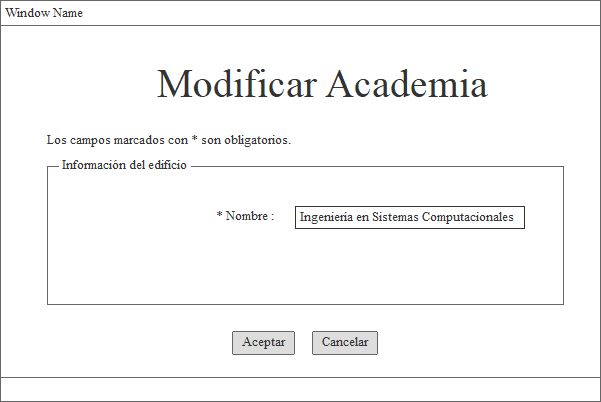 Window Name
Modificar Academia
Los campos marcados con * son obligatorios.
Información del edificio
* Nombre : Ingeniería en Sistemas Computacionales
Aceptar Cancelar